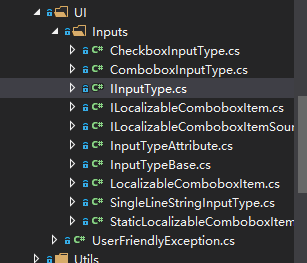 UI
Inputs
C# CheckboxInputType.cs
C# ComboboxInputType.cs
C# IInputType.cs
C# ILocalizableComboboxItem.cs
C# ILocalizableComboboxItemSour
C# InputTypeAttribute.cs
C# InputTypeBase.cs
C# LocalizableComboboxItem.cs
C# SingleLineStringInputType.cs
C# StaticLocalizableComboboxItem
C# UserFriendlyException.cs
Utils